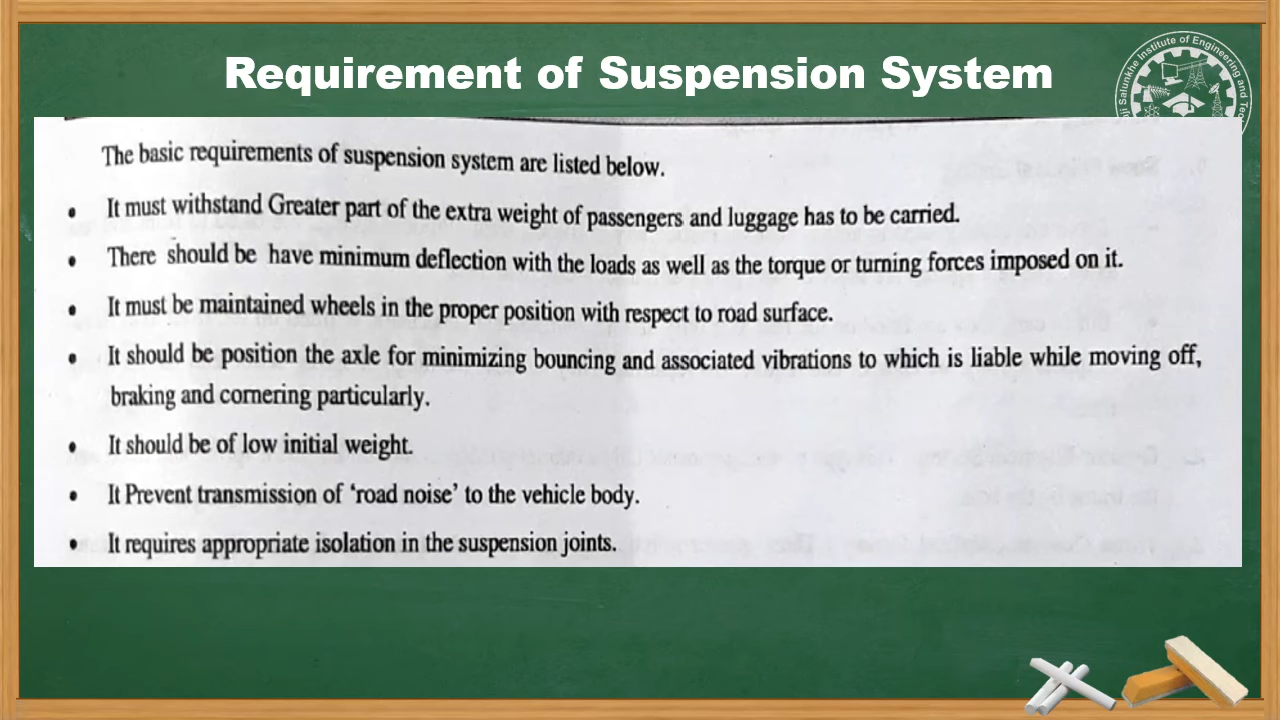 Requirement of Suspension System
Salunkhe Institute of Engineering and
The basic requirements of suspension system are listed below.
• It must withstand Greater part of the extra weight of passengers and luggage has to be carried.
• There should be have minimum deflection with the loads as well as the torque or turning forces imposed on it.
• It must be maintained wheels in the proper position with respect to road surface.
• It should be position the axle for minimizing bouncing and associated vibrations to which is liable while moving off,
braking and cornering particularly.
• It should be of low initial weight.
• It Prevent transmission of ‘road noise’ to the vehicle body.
• It requires appropriate isolation in the suspension joints.